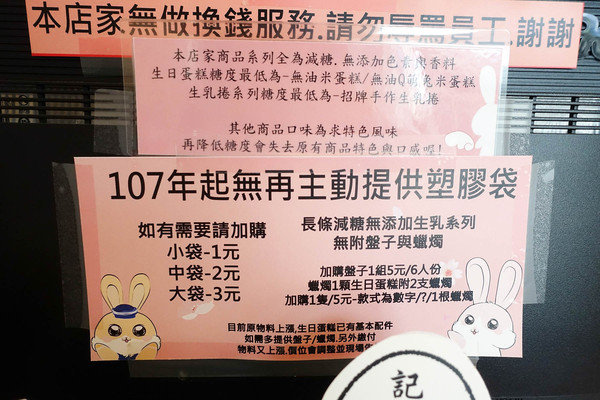 本店家無做換錢服務.請勿辱罵員工.謝謝
本店家商品系列全為減糖.無添加色素與香料
生日蛋糕糖度最低為-無油米蛋糕/無油Q萌兔米蛋糕
生乳捲系列糖度最低為-招牌手作生乳捲
其他商品口味為求特色風味
再降低糖度會失去原有商品特色與口感喔!
107年起無再主動提供塑膠袋
如有需要請加購
小袋-1元
中袋-2元
大袋-3元
長條減糖無添加生乳系列
無附盤子與蠟燭
加購盤子1組5元/6人份
蠟燭1顆生日蛋糕附2支蠟燭
加購1隻/5元-款式為數字/?/1根蠟燭
目前原物料上漲,生日蛋糕已有基本配件
如需多提供盤子/蠟燭.另外繳付
物料又上漲,價位會調整並現場
記